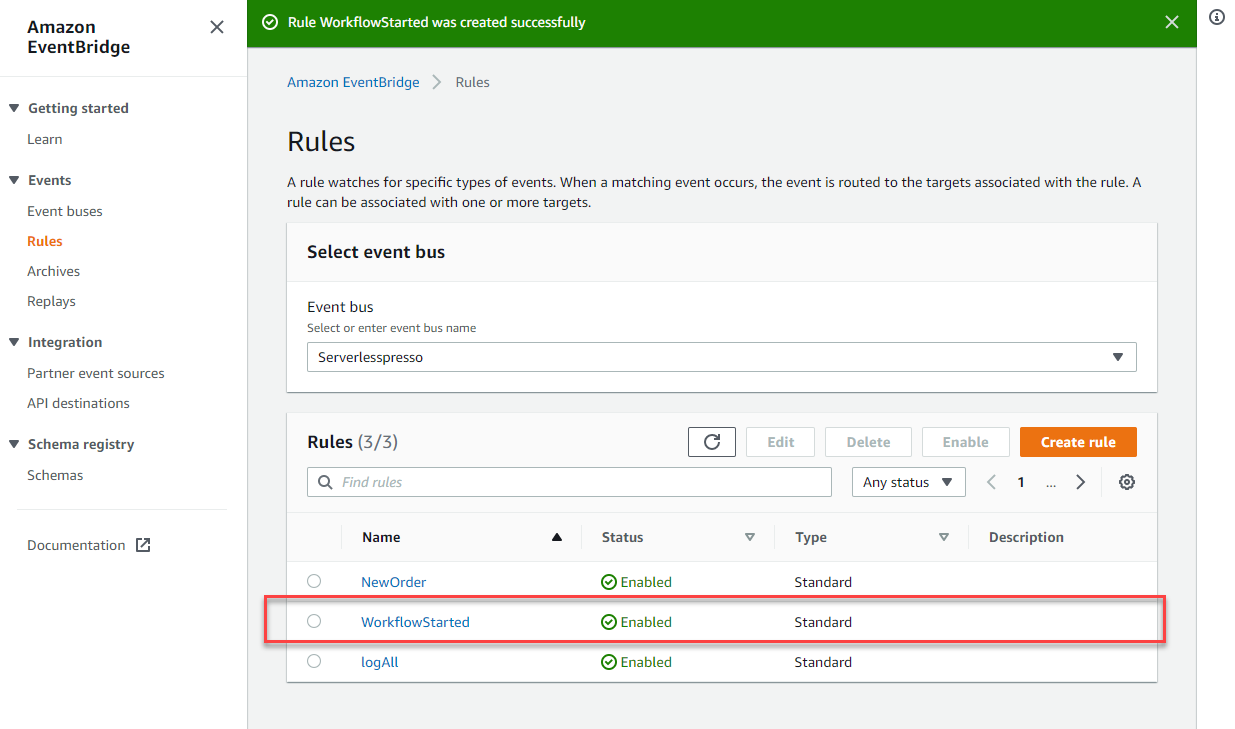 Amazon
EventBridge
Getting started
Learn
Events
Event buses
Rules
Archives
Replays
Integration
Partner event sources
API destinations
Schema registry
Schemas
Documentation
Rule WorkflowStarted was created successfully
Amazon EventBridge Rules
Rules
A rule watches for specific types of events. When a matching event occurs, the event is routed to the targets associated with the rule. A
rule can be associated with one or more targets.
Select event bus
Event bus
Select or enter event bus name
Serverlesspresso
Rules (3/3) Edit Delete Enable Create rule
Find rules Any status 1 ...
Name Status Type Description
NewOrder Enabled Standard
WorkflowStarted Enabled Standard
logAll Enabled Standard